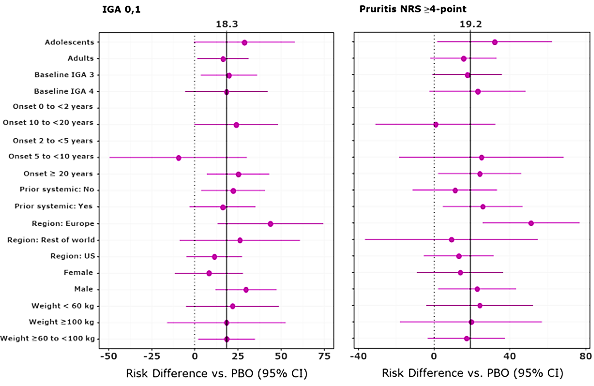 IGA 0,1
Pruritis NRS ≥4-point
18.3
19.2
Adolescents
Adults
Baseline IGA 3
Baseline IGA 4
Onset 0 to <2 years
Onset 10 to <20 years
Onset 2 to <5 years
Onset 5 to <10 years
Onset ≥ 20 years
Prior systemic: No
Prior systemic: Yes
Region: Europe
Region: Rest of world
Region: US
Female
Male
Weight < 60 kg
Weight ≥100 kg
Weight ≥60 to <100 kg
-50 -25 0 25 50 75
-40 0 40 80
Risk Difference vs. PBO (95% CI)
Risk Difference vs. PBO (95% CI)